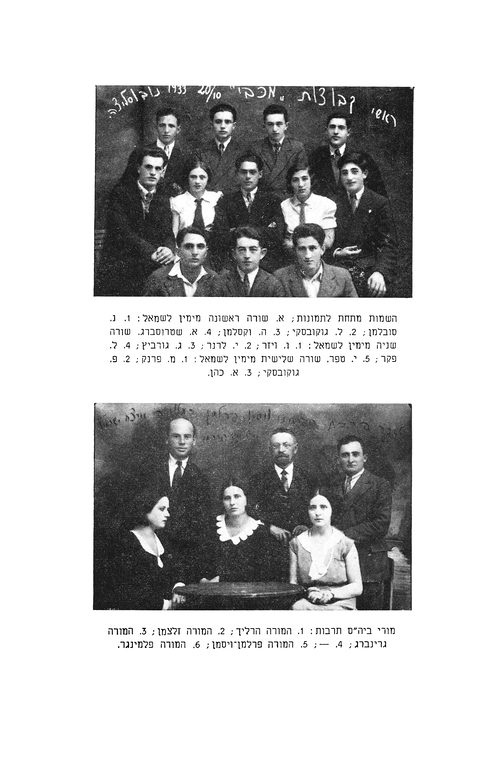 ראשי קבוצות „מכבי" 20/10 1933 נובוסליצה.
השמות מתחת לתמונות: א. שורה ראשונה מימין לשמאל: 1. נ.
סובלמן; 2. ל. גוקובסקי; 3. ה. וקסלמן; 4. א. שטרוסברג. שורה
שניה מימין לשמאל: 1. ו. ויזר; 2. י. לרנר; 3. ג. גורביץ; 4. ל.
פקר; 5. י. טפר. שורה שלישית מימין לשמאל: 1. מ. פרנק; 2. פ.
גוקובסקי; 3. א. כהן.
מורי ביה״ס תרבות: 1. המורה הרליך; 2. המורה זלצמן; 3. המורה
גרינברג; 4. —; 5. המורה פרלמן־ויסמן; 6. המורה פלמינגר.